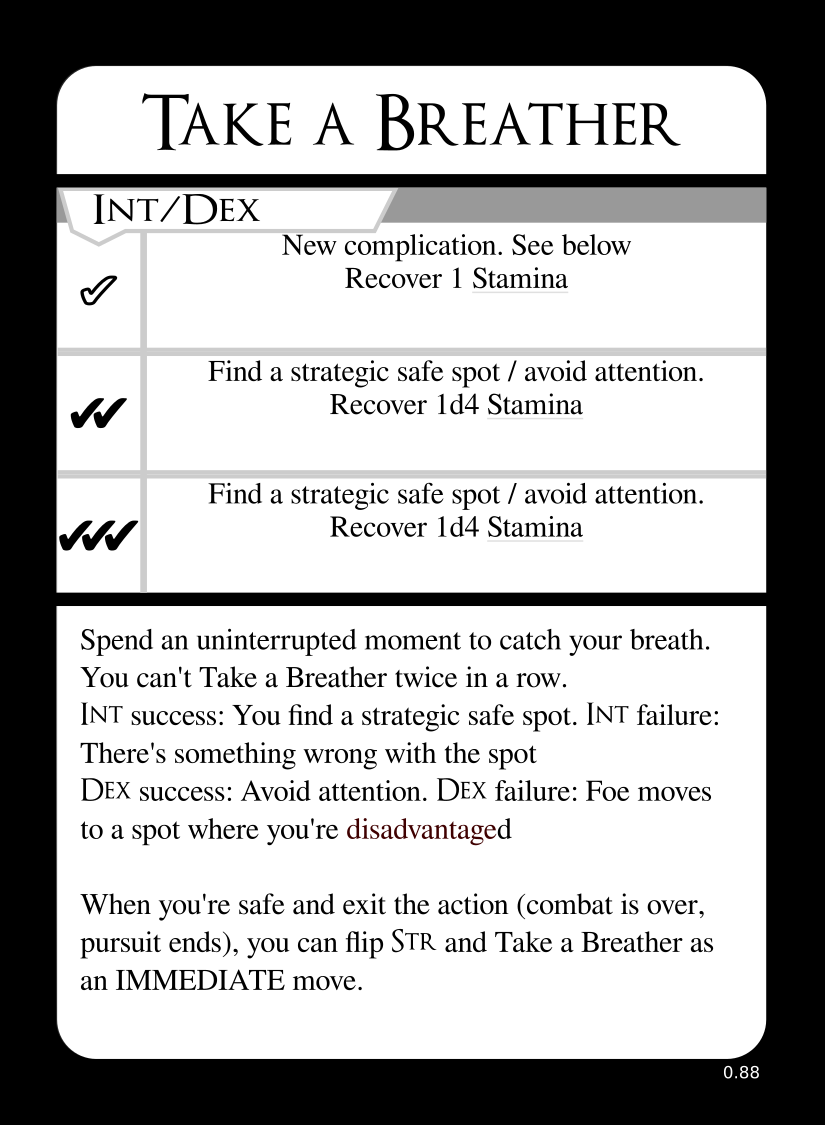 TAKE A BREATHER
INT/DEX
New complication. See below
Recover 1 Stamina
Find a strategic safe spot / avoid attention.
Recover 1d4 Stamina
Find a strategic safe spot / avoid attention.
Recover 1d4 Stamina
Spend an uninterrupted moment to catch your breath.
You can't Take a Breather twice in a row.
INT success: You find a strategic safe spot. INT failure:
There's something wrong with the spot
DEX success: Avoid attention. DEX failure: Foe moves
to a spot where you're disadvantaged
When you're safe and exit the action (combat is over,
pursuit ends), you can flip STR and Take a Breather as
an IMMEDIATE move.
0.88